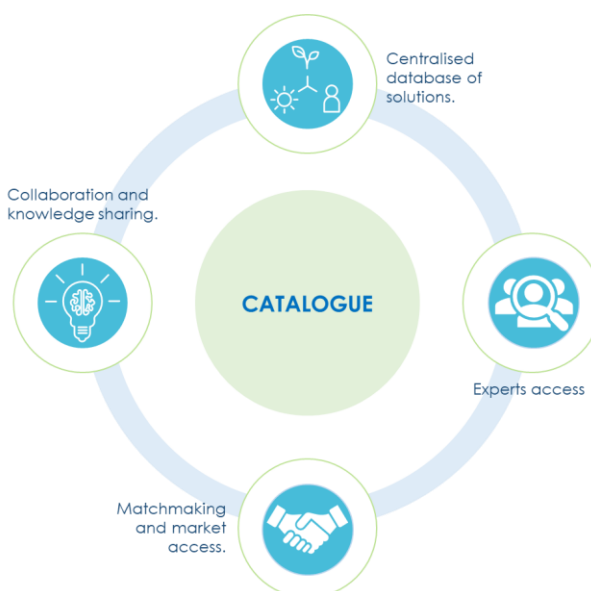 Centralised
database of
solutions.
Collaboration and
knowledge sharing.
CATALOGUE
Experts access
Matchmaking
and market
access.